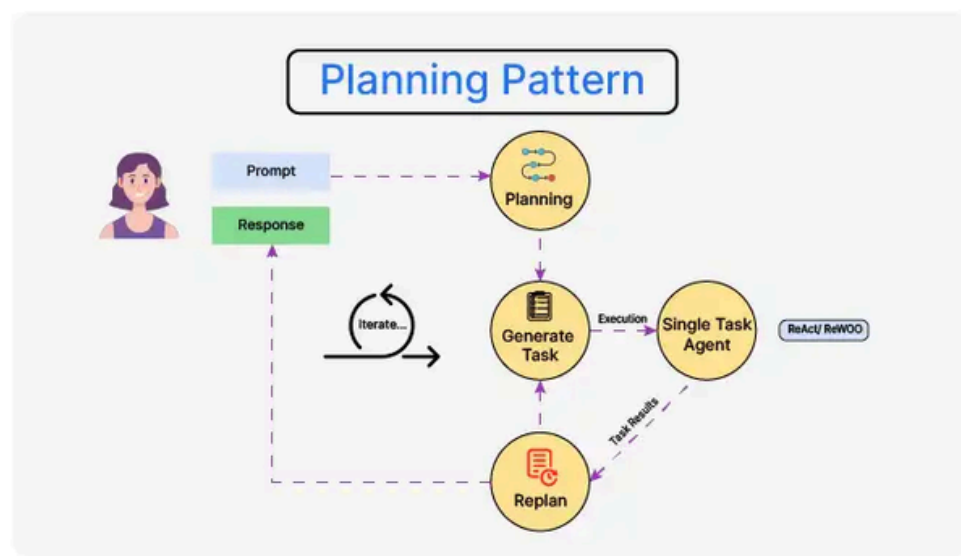 Planning Pattern
Prompt
Planning
Response
Iterate...
Generate
Task
Execution
Single Task
Agent
ReAct/ ReWOO
Task Results
Replan